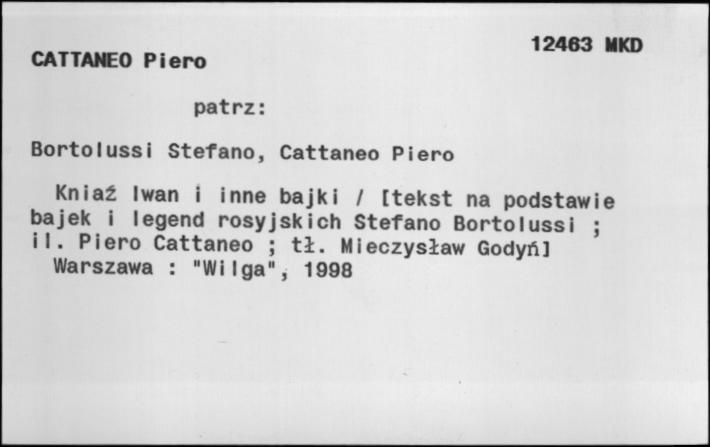 12463 MKD
CATTANEO Piero
patrz:
Bortolussi Stefano, Cattaneo Piero
Kniaź Iwan i inne bajki / [tekst na podstawie
bajek i legend rosyjskich Stefano Bortolussi ;
il. Piero Cattaneo ; tł. Mieczysław Godyń]
Warszawa : "Wilga", 1998